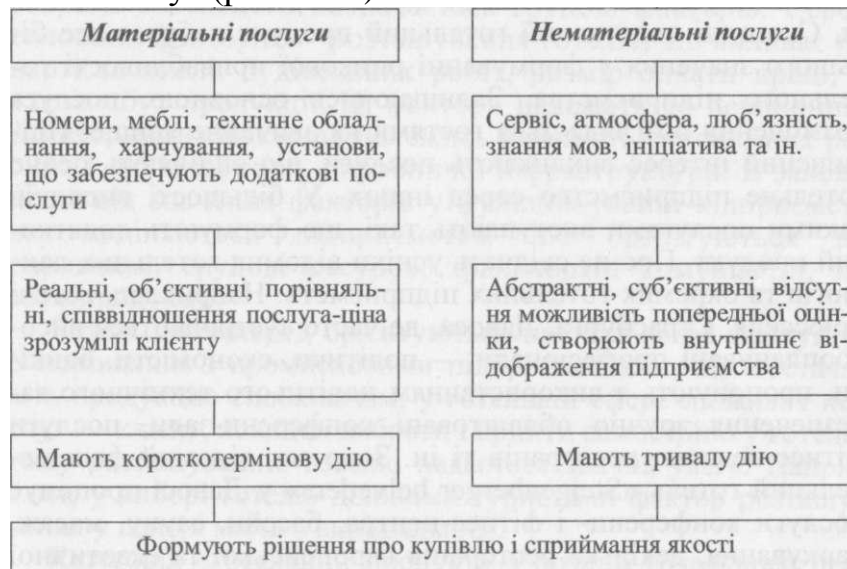 Матеріальні послуги
Нематеріальні послуги
Номери, меблі, технічне облад-
нання, харчування, установи,
що забезпечують додаткові по-
слуги
Сервіс, атмосфера, люб’язність,
знання мов, ініціатива та ін.
Реальні, об’єктивні, порівняль-
ні, співвідношення послуга-ціна
зрозумілі клієнту
Абстрактні, суб’єктивні, відсут-
ня можливість попередньої оцін-
ки, створюють внутрішнє ві-
дображення підприємства
Мають короткотермінову дію
Мають тривалу дію
Формують рішення про купівлю і сприймання якості